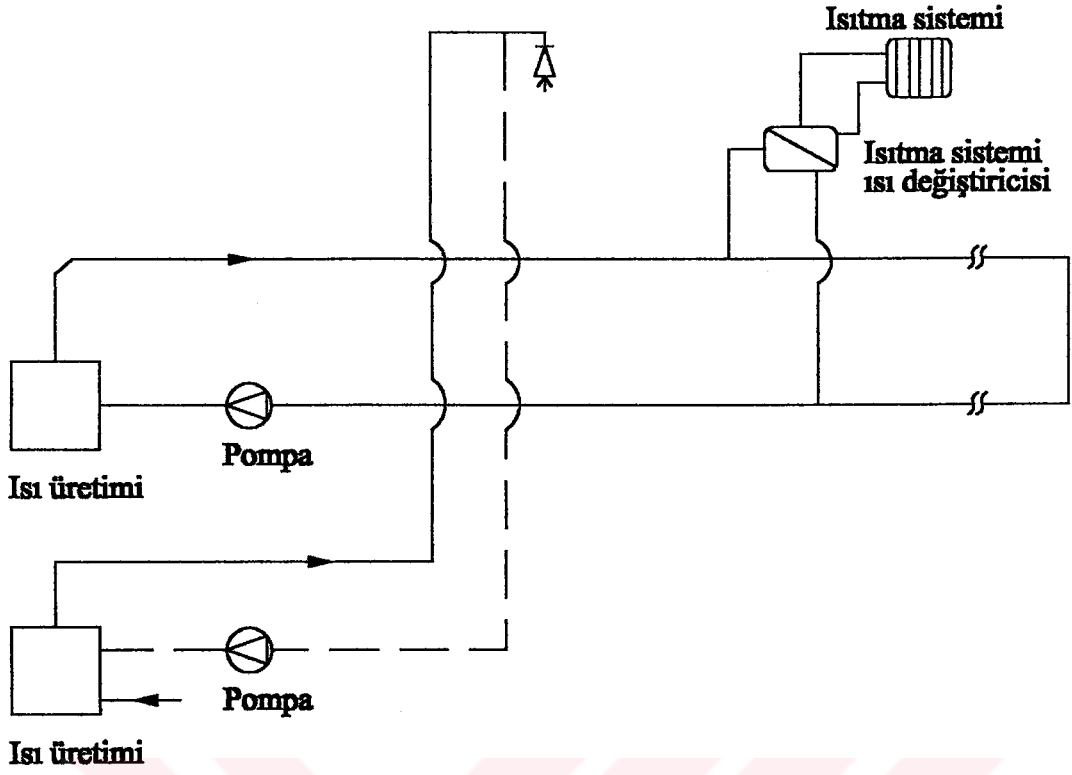 Isıtma sistemi
Isıtma sistemi
ısı değiştiricisi
Pompa
Isı üretimi
Pompa
Isı üretimi